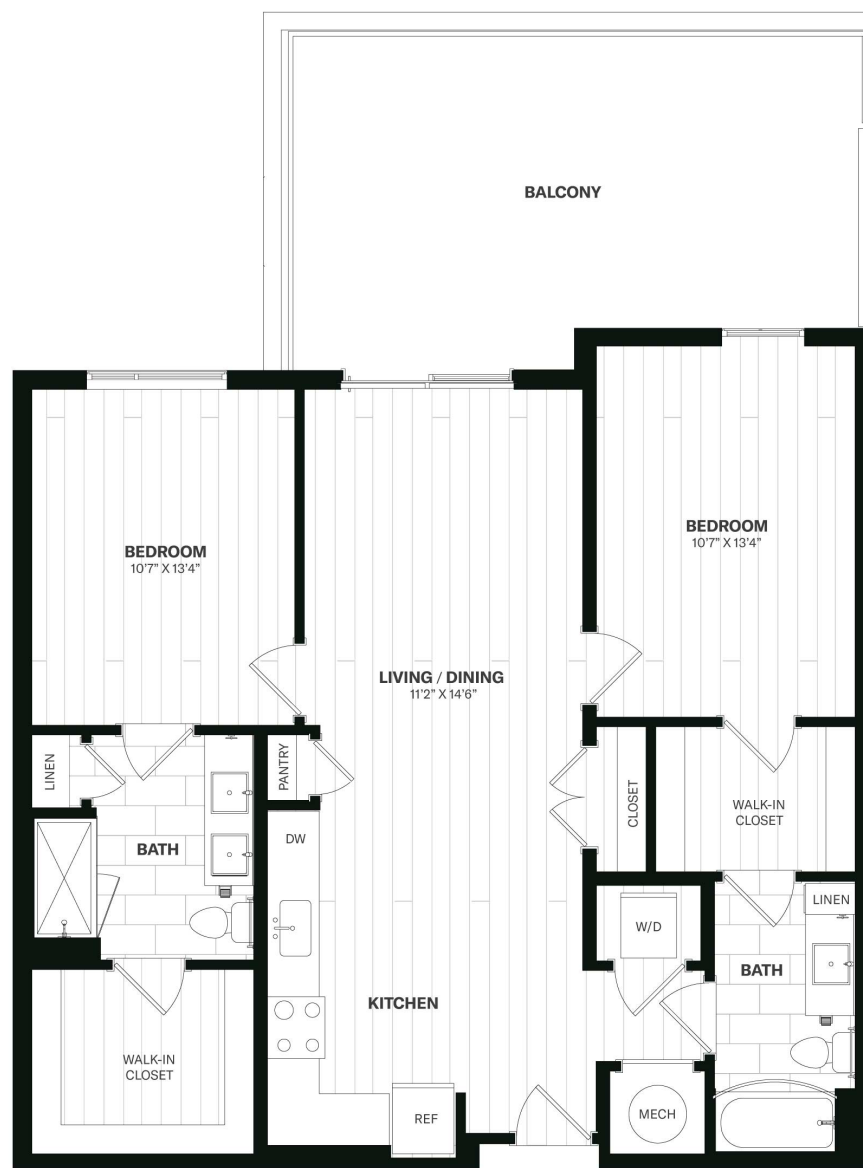 BALCONY
BEDROOM
10’7” X 13’4”
BEDROOM
10’7” X 13’4”
LIVING / DINING
11’2” X 14’6”
LINEN
PANTRY
CLOSET
WALK-IN
CLOSET
DW
BATH
LINEN
W/D
BATH
KITCHEN
WALK-IN
CLOSET
MECH
REF